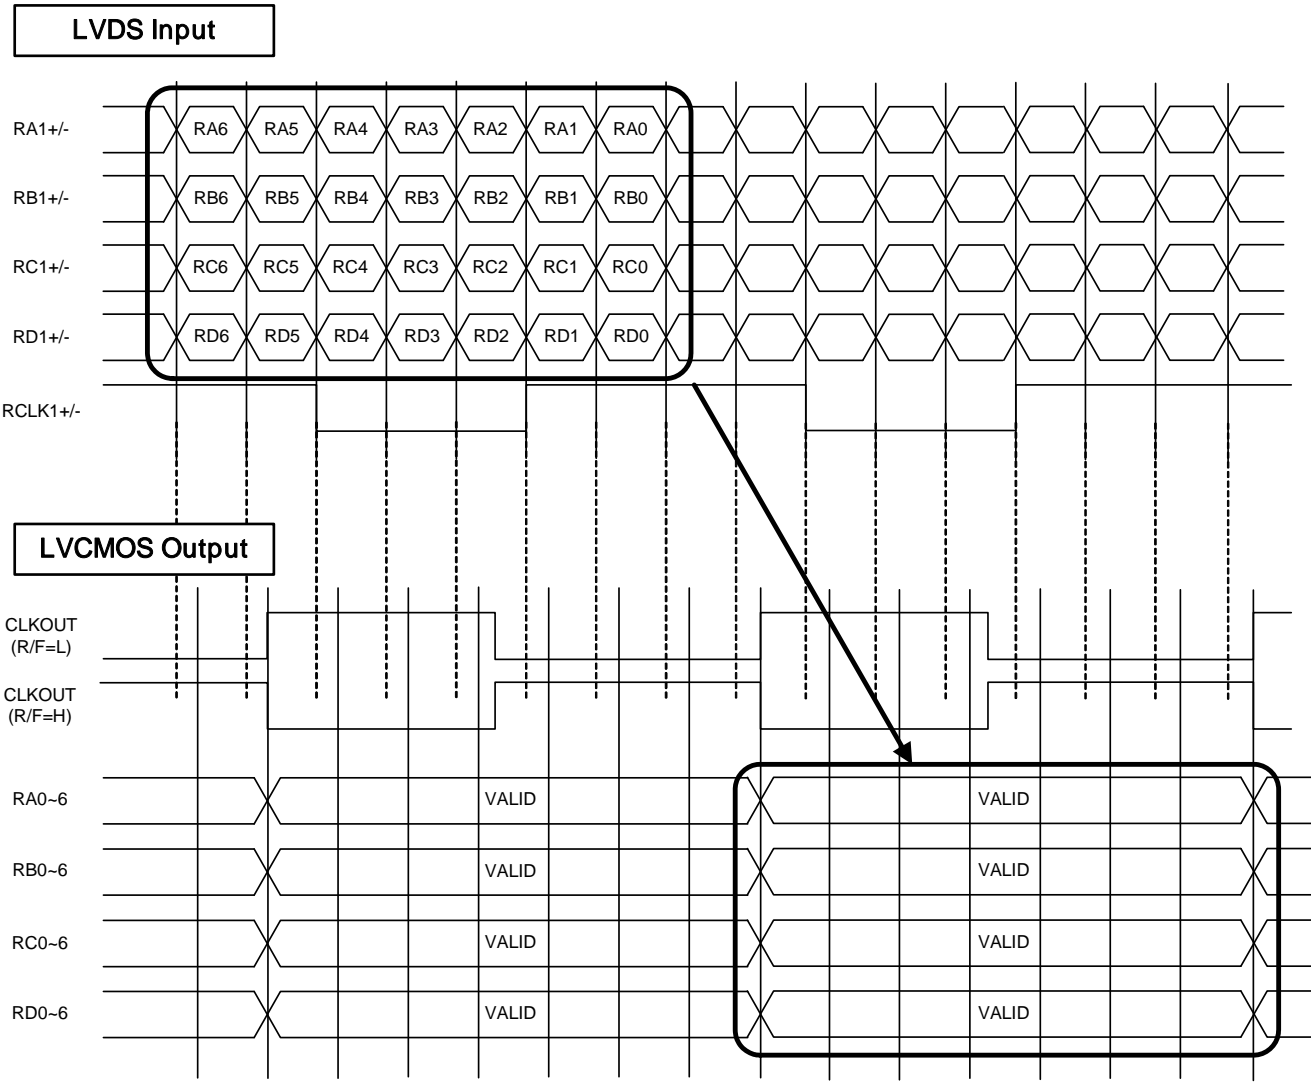 LVDS Input
RA1+/- RA6 RA5 RA4 RA3 RA2 RA1 RA0
RB1+/- RB6 RB5 RB4 RB3 RB2 RB1 RB0
RC1+/- RC6 RC5 RC4 RC3 RC2 RC1 RC0
RD1+/- RD6 RD5 RD4 RD3 RD2 RD1 RD0
RCLK1+/-
LVCMOS Output
CLKOUT
(R/F=L)
CLKOUT
(R/F=H)
RA0~6 VALID VALID
RB0~6 VALID VALID
RC0~6 VALID VALID
RD0~6 VALID VALID